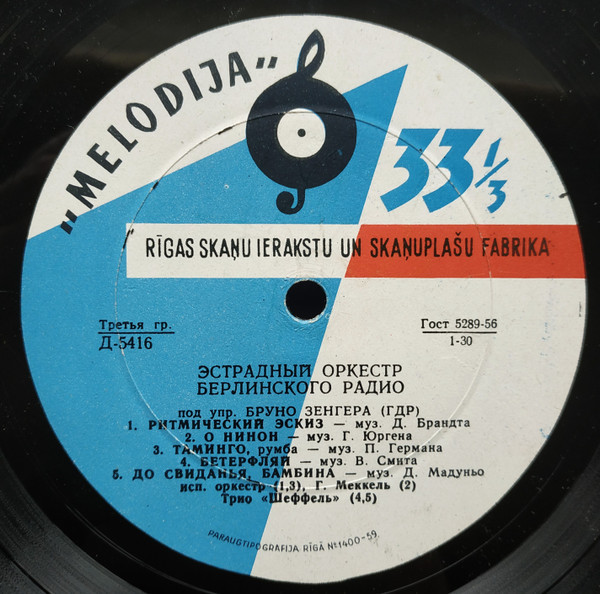 "MELODIJA"
33 1/3
RĪGAS SKAŅU IERAKSTU UN SKAŅUPLAŠU FABRIKA
Третья гр.
Д-5416
Гост 5289-56
1-30
ЭСТРАДНЫЙ ОРКЕСТР
БЕРЛИНСКОГО РАДИО
под упр. БРУНО ЗЕНГЕРА (ГДР)
1. РИТМИЧЕСКИЙ ЭСКИЗ — муз. Д. Брандта
2. О НИНОН — муз. Г. Юргена
3. ТАМИНГО, румба — муз. П. Германа
4. БЕТЕРФЛЯЙ — муз. В. Смита
5. ДО СВИДАНЬЯ, БАМБИНА — муз. Д. Мадуньо
исп. оркестр (1,3), Г. Меккель (2)
Трио «Шеффель» (4,5)
PARAUGTIPOGRAFIJA RĪGĀ № 1400-59